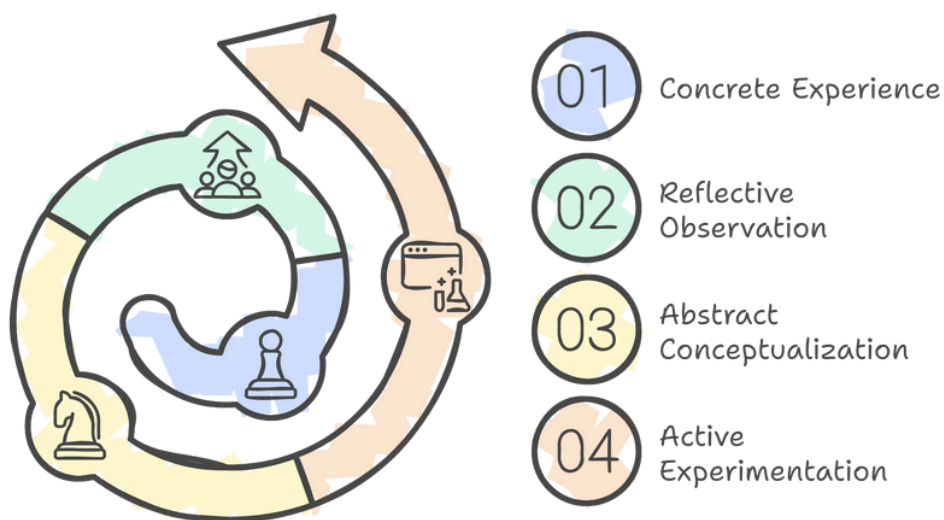 01
Concrete Experience
02
Reflective
Observation
03
Abstract
Conceptualization
04
Active
Experimentation